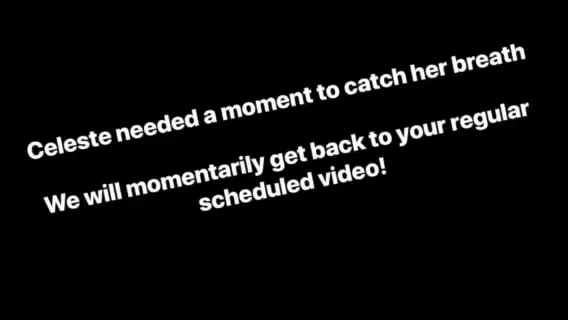 Celeste needed a moment to catch her breath
We will momentarily get back to your regular
scheduled video!